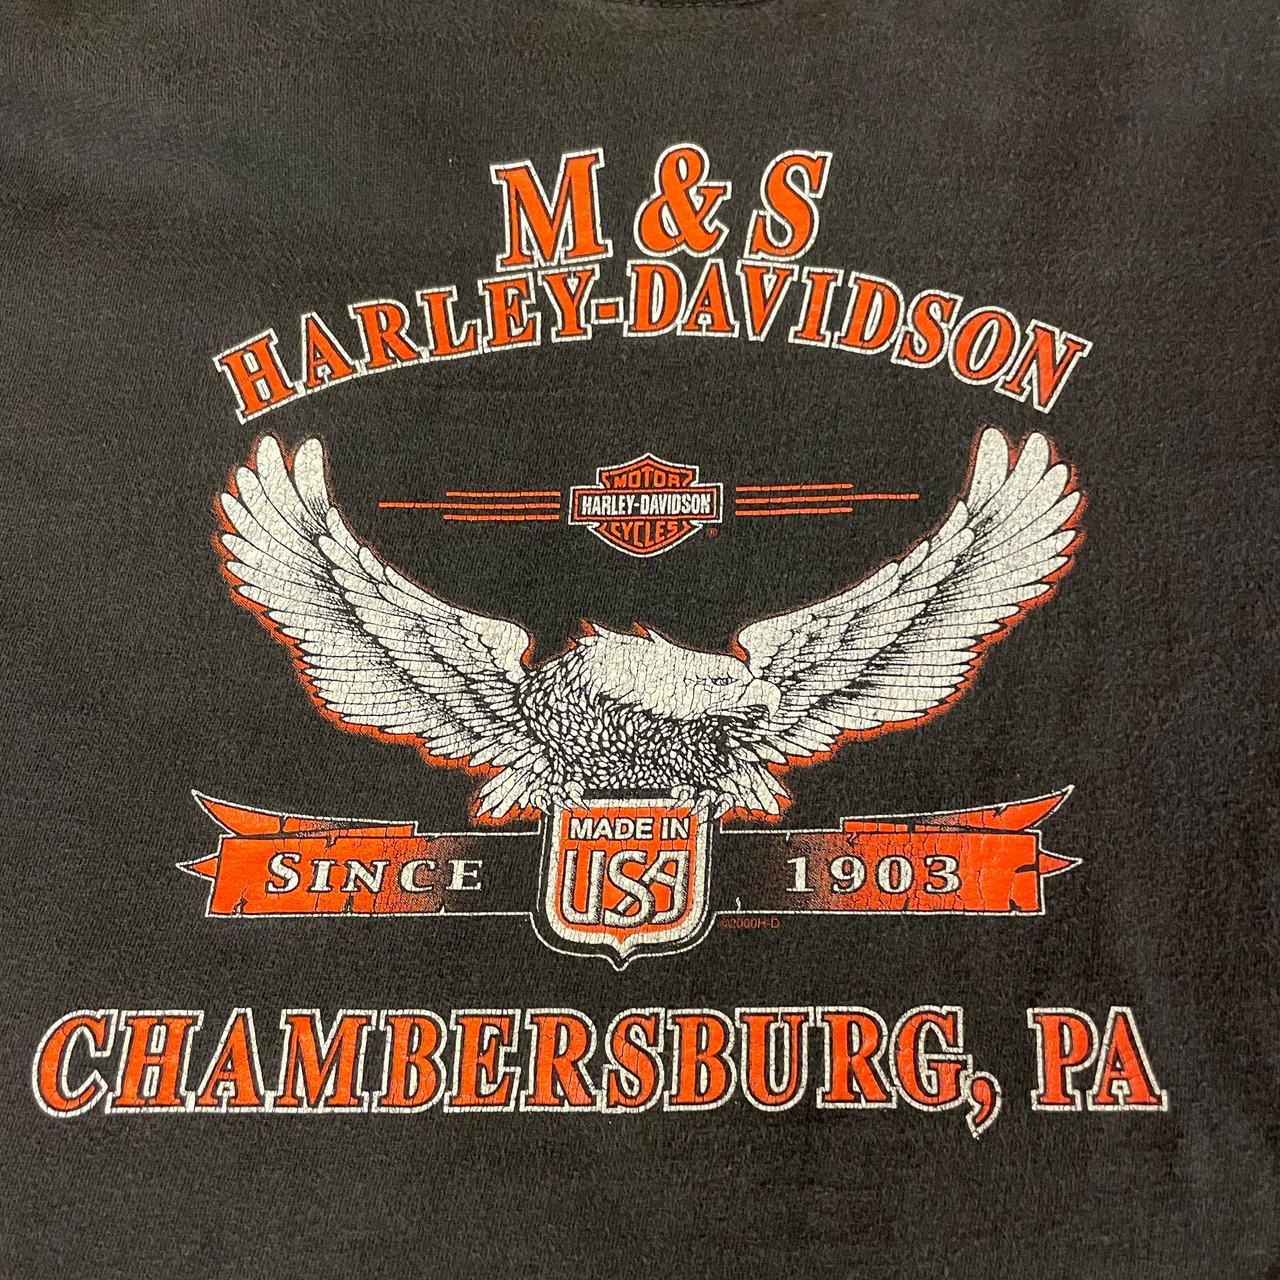 M & S
HARLEY-DAVIDSON
MOTOR
HARLEY-DAVIDSON
CYCLES
®
MADE IN
USA
SINCE 1903
©2000H-D
CHAMBERSBURG, PA